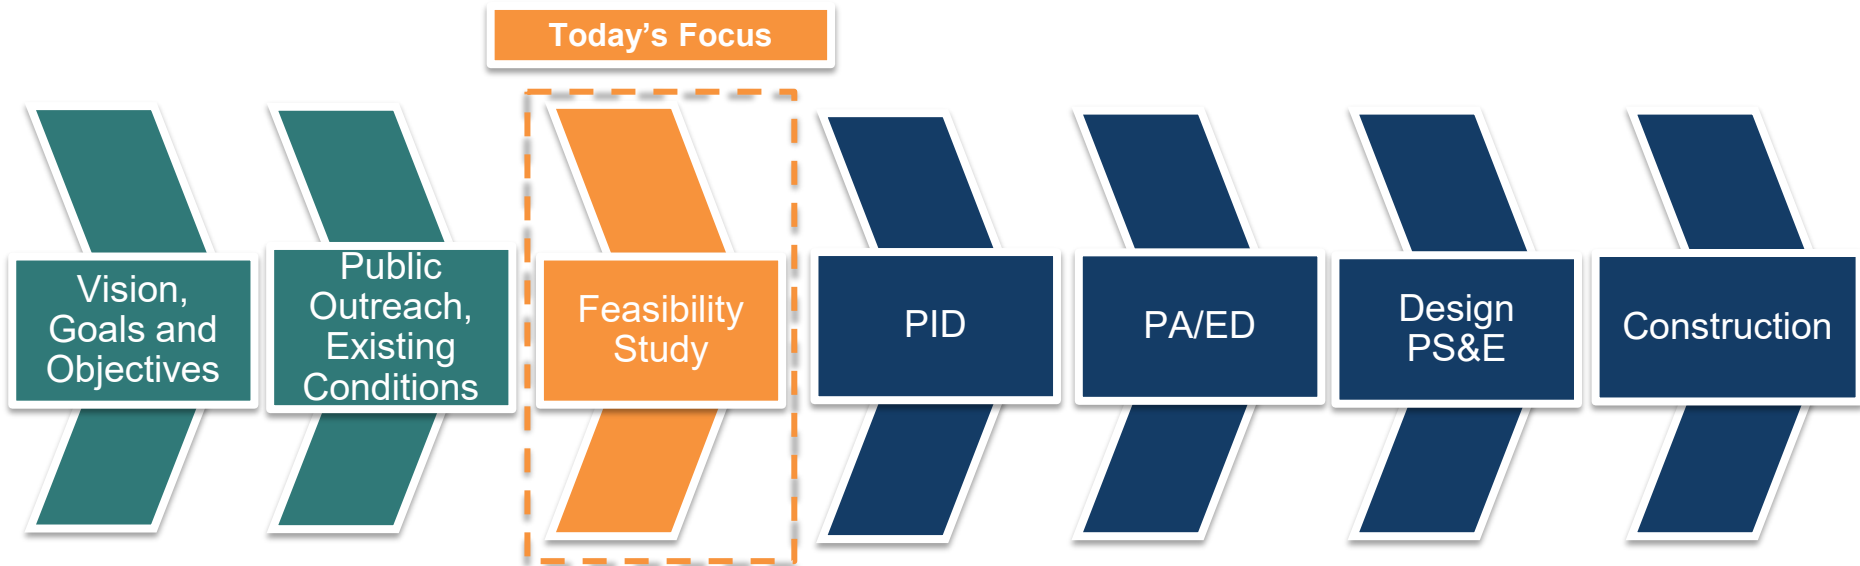 Today’s Focus
Vision,
Goals and
Objectives
Public
Outreach,
Existing
Conditions
Feasibility
Study
PID
PA/ED
Design
PS&E
Construction